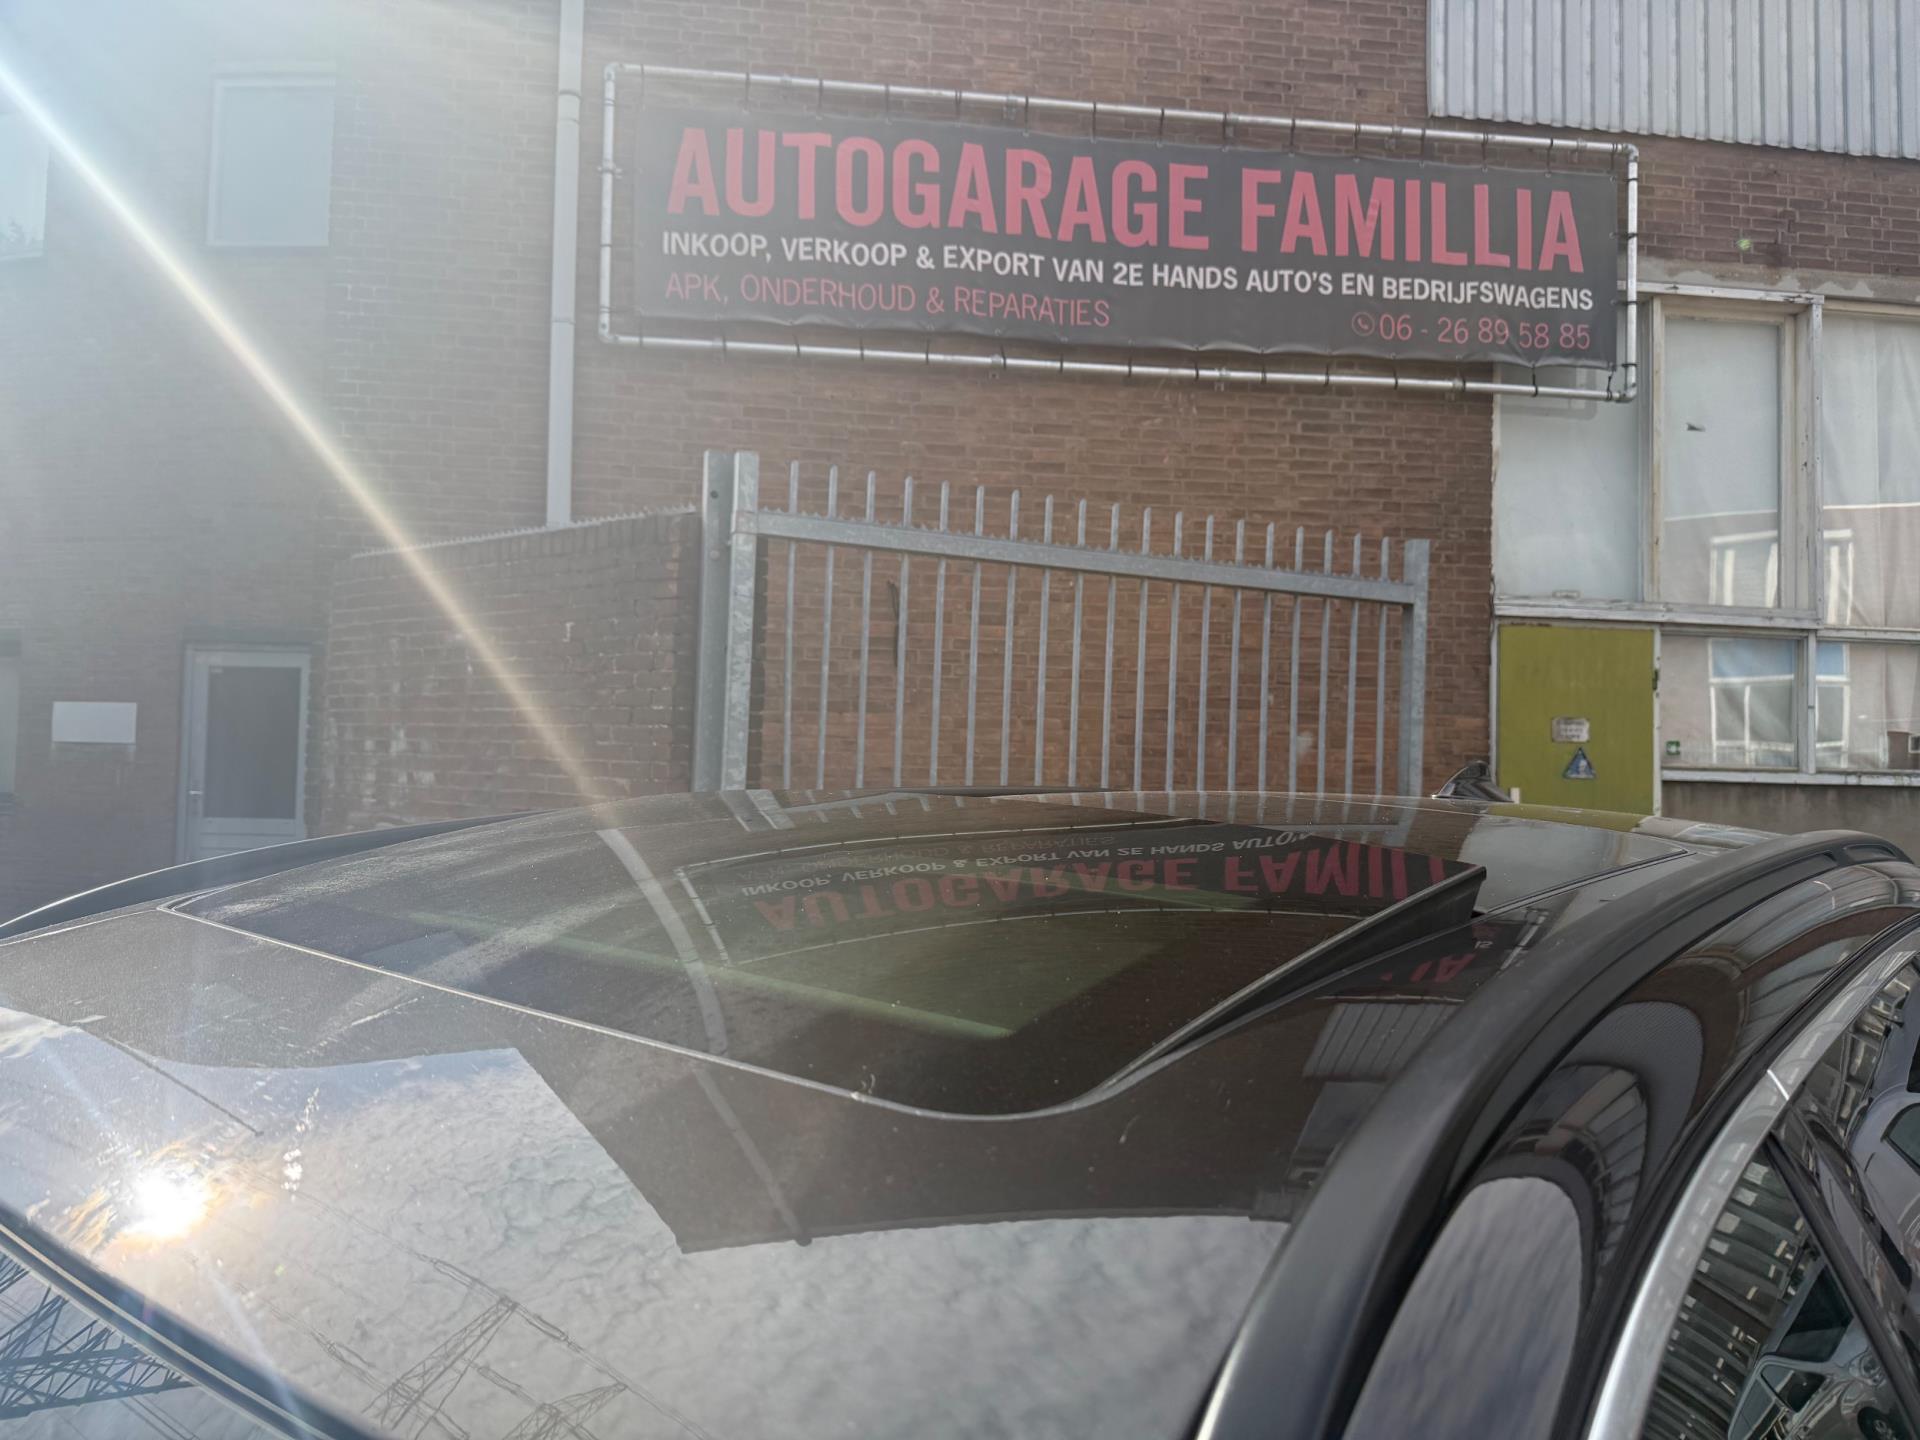 AUTOGARAGE FAMILLIA
INKOOP, VERKOOP & EXPORT VAN 2E HANDS AUTO'S EN BEDRIJFSWAGENS
APK, ONDERHOUD & REPARATIES
06 - 26 89 58 85